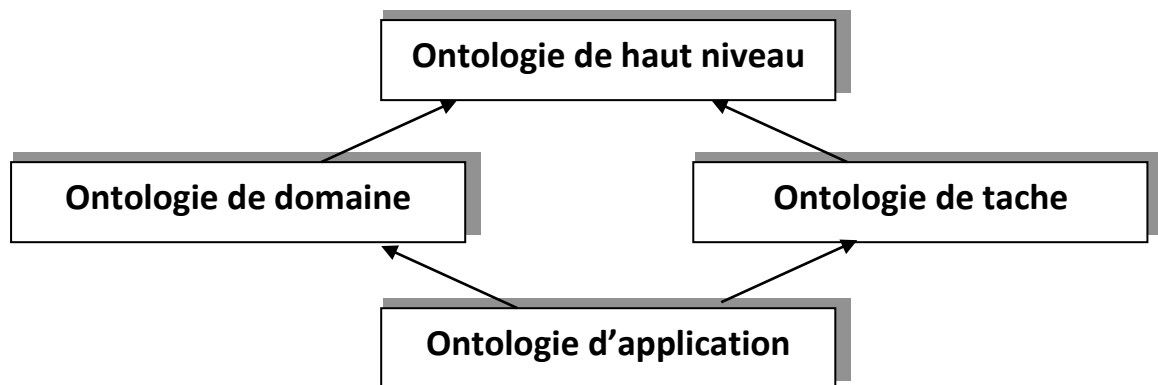 Ontologie de haut niveau
Ontologie de domaine
Ontologie de tache
Ontologie d’application